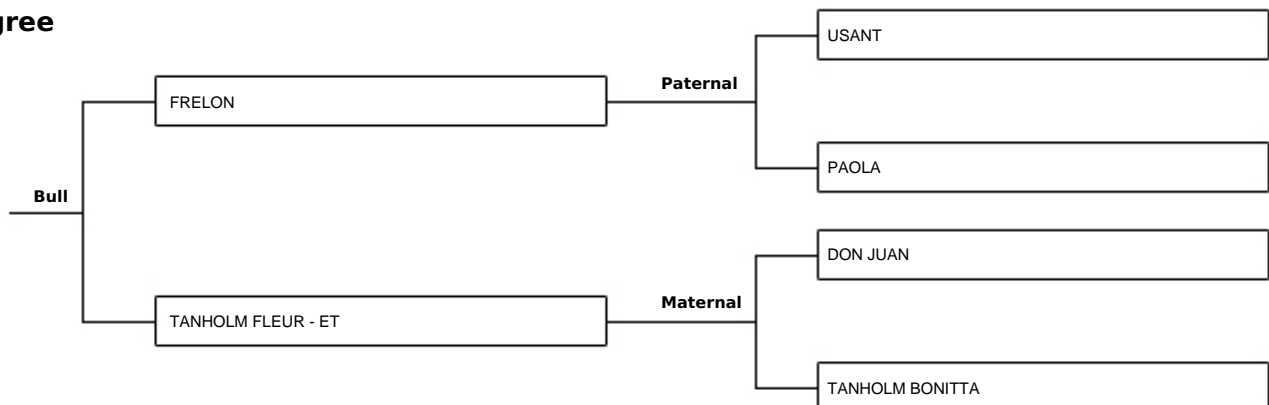 gree
USANT
FRELON
Paternal
PAOLA
Bull
DON JUAN
TANHOLM FLEUR - ET
Maternal
TANHOLM BONITTA